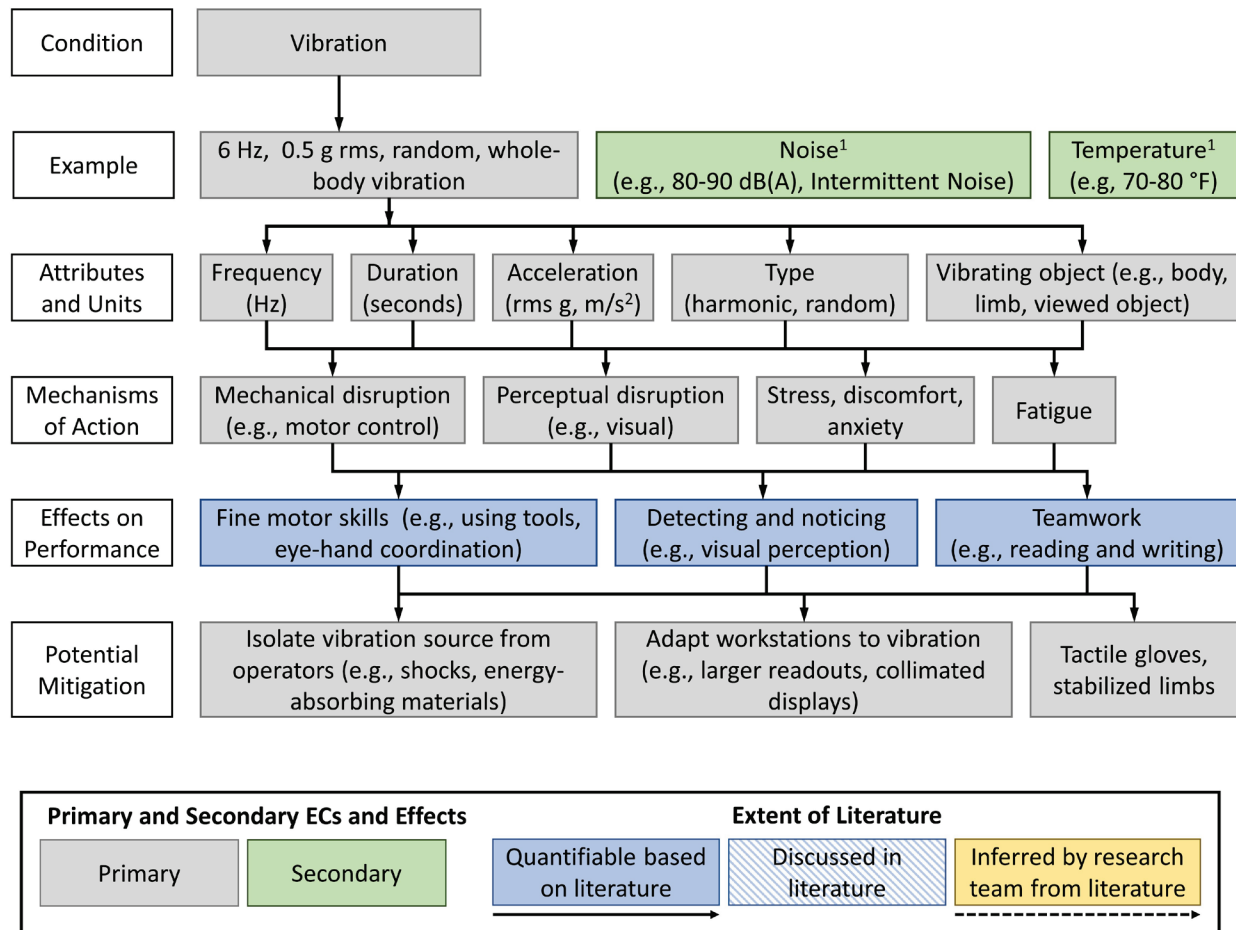 Condition
Vibration
Example
6 Hz,  0.5 g rms, random, whole-
body vibration
Noise¹
(e.g., 80-90 dB(A), Intermittent Noise)
Temperature¹
(e.g, 70-80 °F)
Attributes
and Units
Frequency
(Hz)
Duration
(seconds)
Acceleration
(rms g, m/s²)
Type
(harmonic, random)
Vibrating object (e.g., body,
limb, viewed object)
Mechanisms
of Action
Mechanical disruption
(e.g., motor control)
Perceptual disruption
(e.g., visual)
Stress, discomfort,
anxiety
Fatigue
Effects on
Performance
Fine motor skills  (e.g., using tools,
eye-hand coordination)
Detecting and noticing
(e.g., visual perception)
Teamwork
(e.g., reading and writing)
Potential
Mitigation
Isolate vibration source from
operators (e.g., shocks, energy-
absorbing materials)
Adapt workstations to vibration
(e.g., larger readouts, collimated
displays)
Tactile gloves,
stabilized limbs
Primary and Secondary ECs and Effects
Primary
Secondary
Extent of Literature
Quantifiable based
on literature
Discussed in
literature
Inferred by research
team from literature